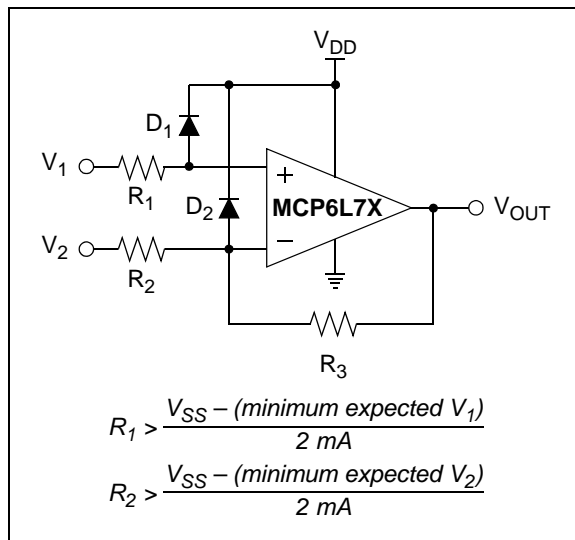 V_DD
D_1
V_1
R_1
+
MCP6L7X
V_OUT
D_2
V_2
–
R_2
R_3
R_1 > V_SS – (minimum expected V_1) / 2 mA
R_2 > V_SS – (minimum expected V_2) / 2 mA